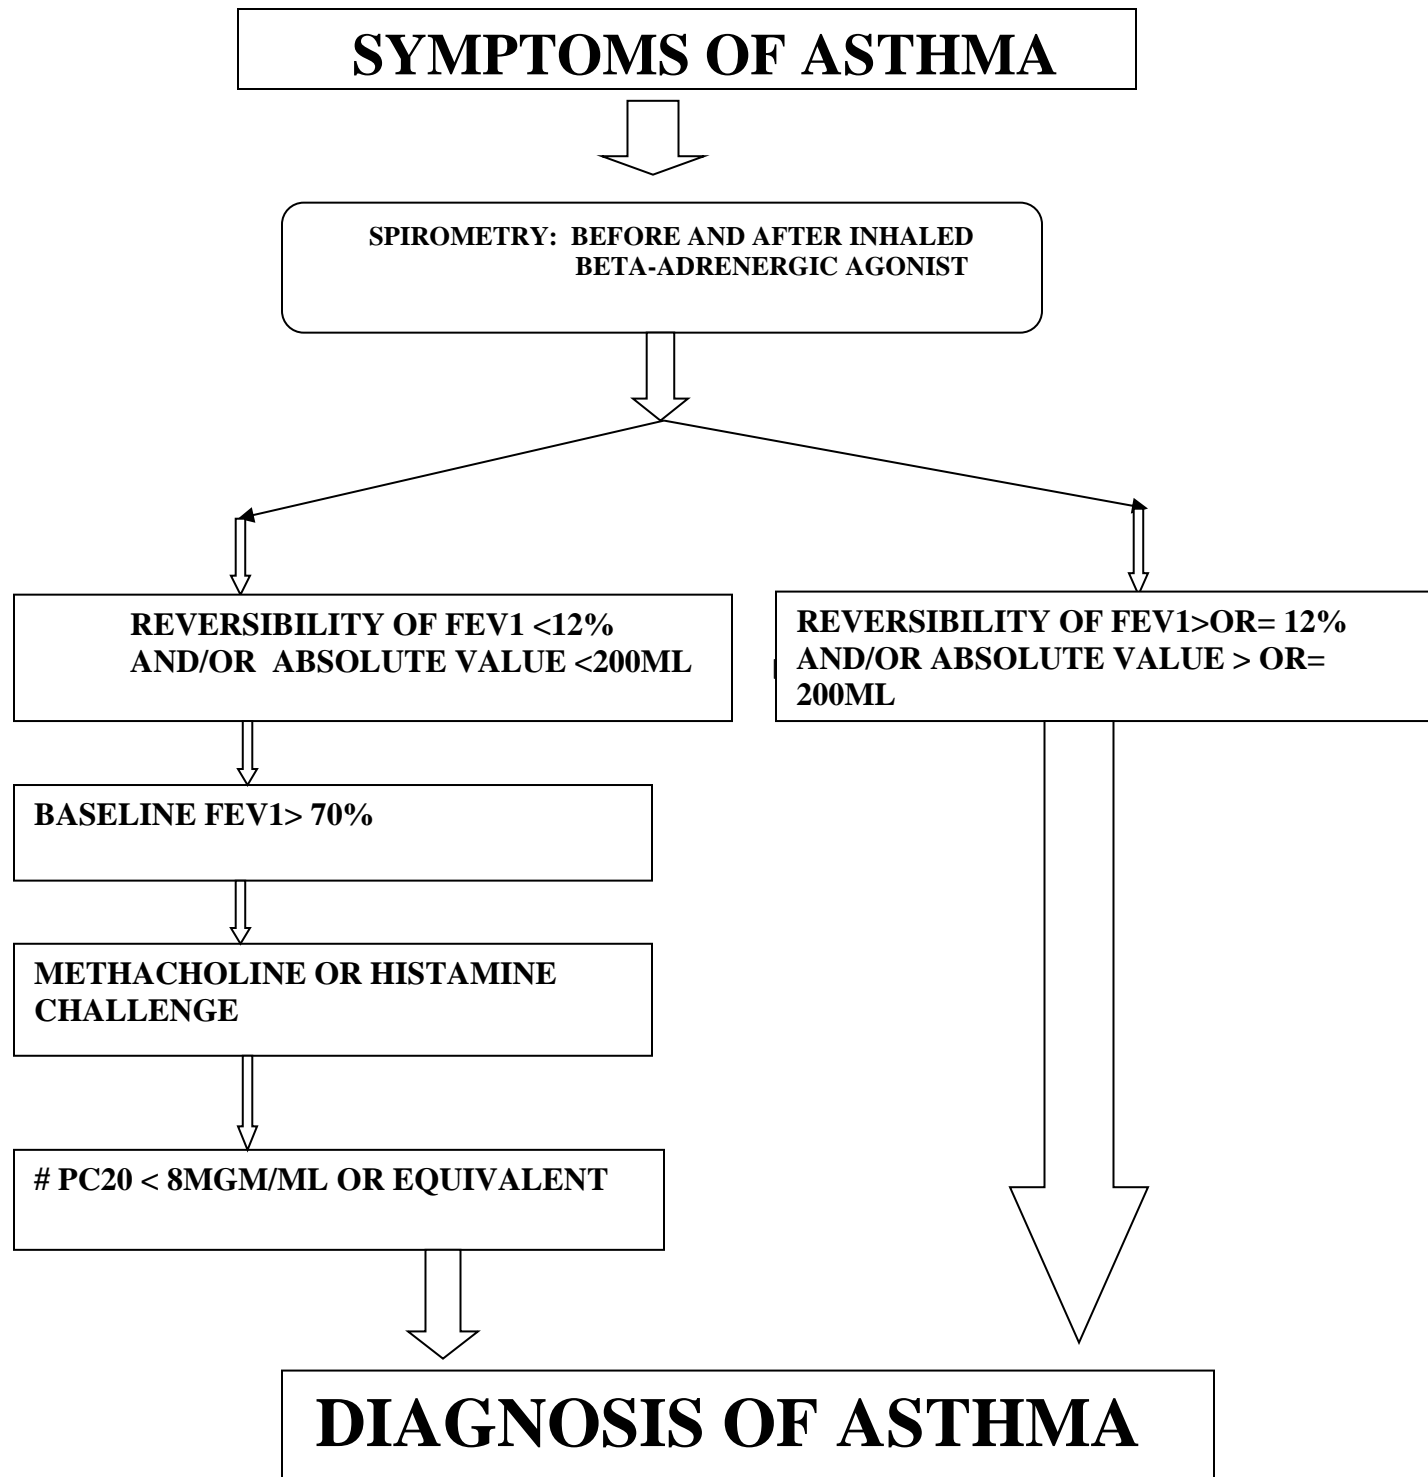 SYMPTOMS OF ASTHMA
SPIROMETRY: BEFORE AND AFTER INHALED
BETA-ADRENERGIC AGONIST
REVERSIBILITY OF FEV1 <12%
AND/OR ABSOLUTE VALUE <200ML
REVERSIBILITY OF FEV1>OR= 12%
AND/OR ABSOLUTE VALUE > OR=
200ML
BASELINE FEV1> 70%
METHACHOLINE OR HISTAMINE
CHALLENGE
# PC20 < 8MGM/ML OR EQUIVALENT
DIAGNOSIS OF ASTHMA